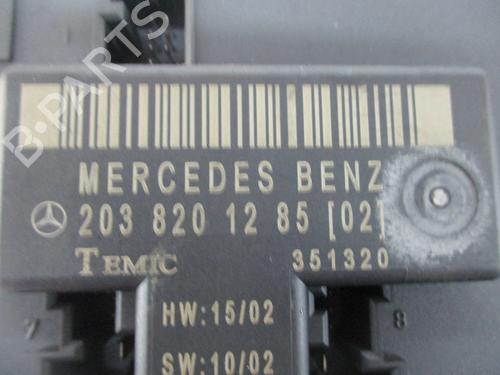 B-PARTS
MERCEDES BENZ
203 820 12 85 [02]
TEMIC 351320
7 HW:15/02 8
SW:10/02